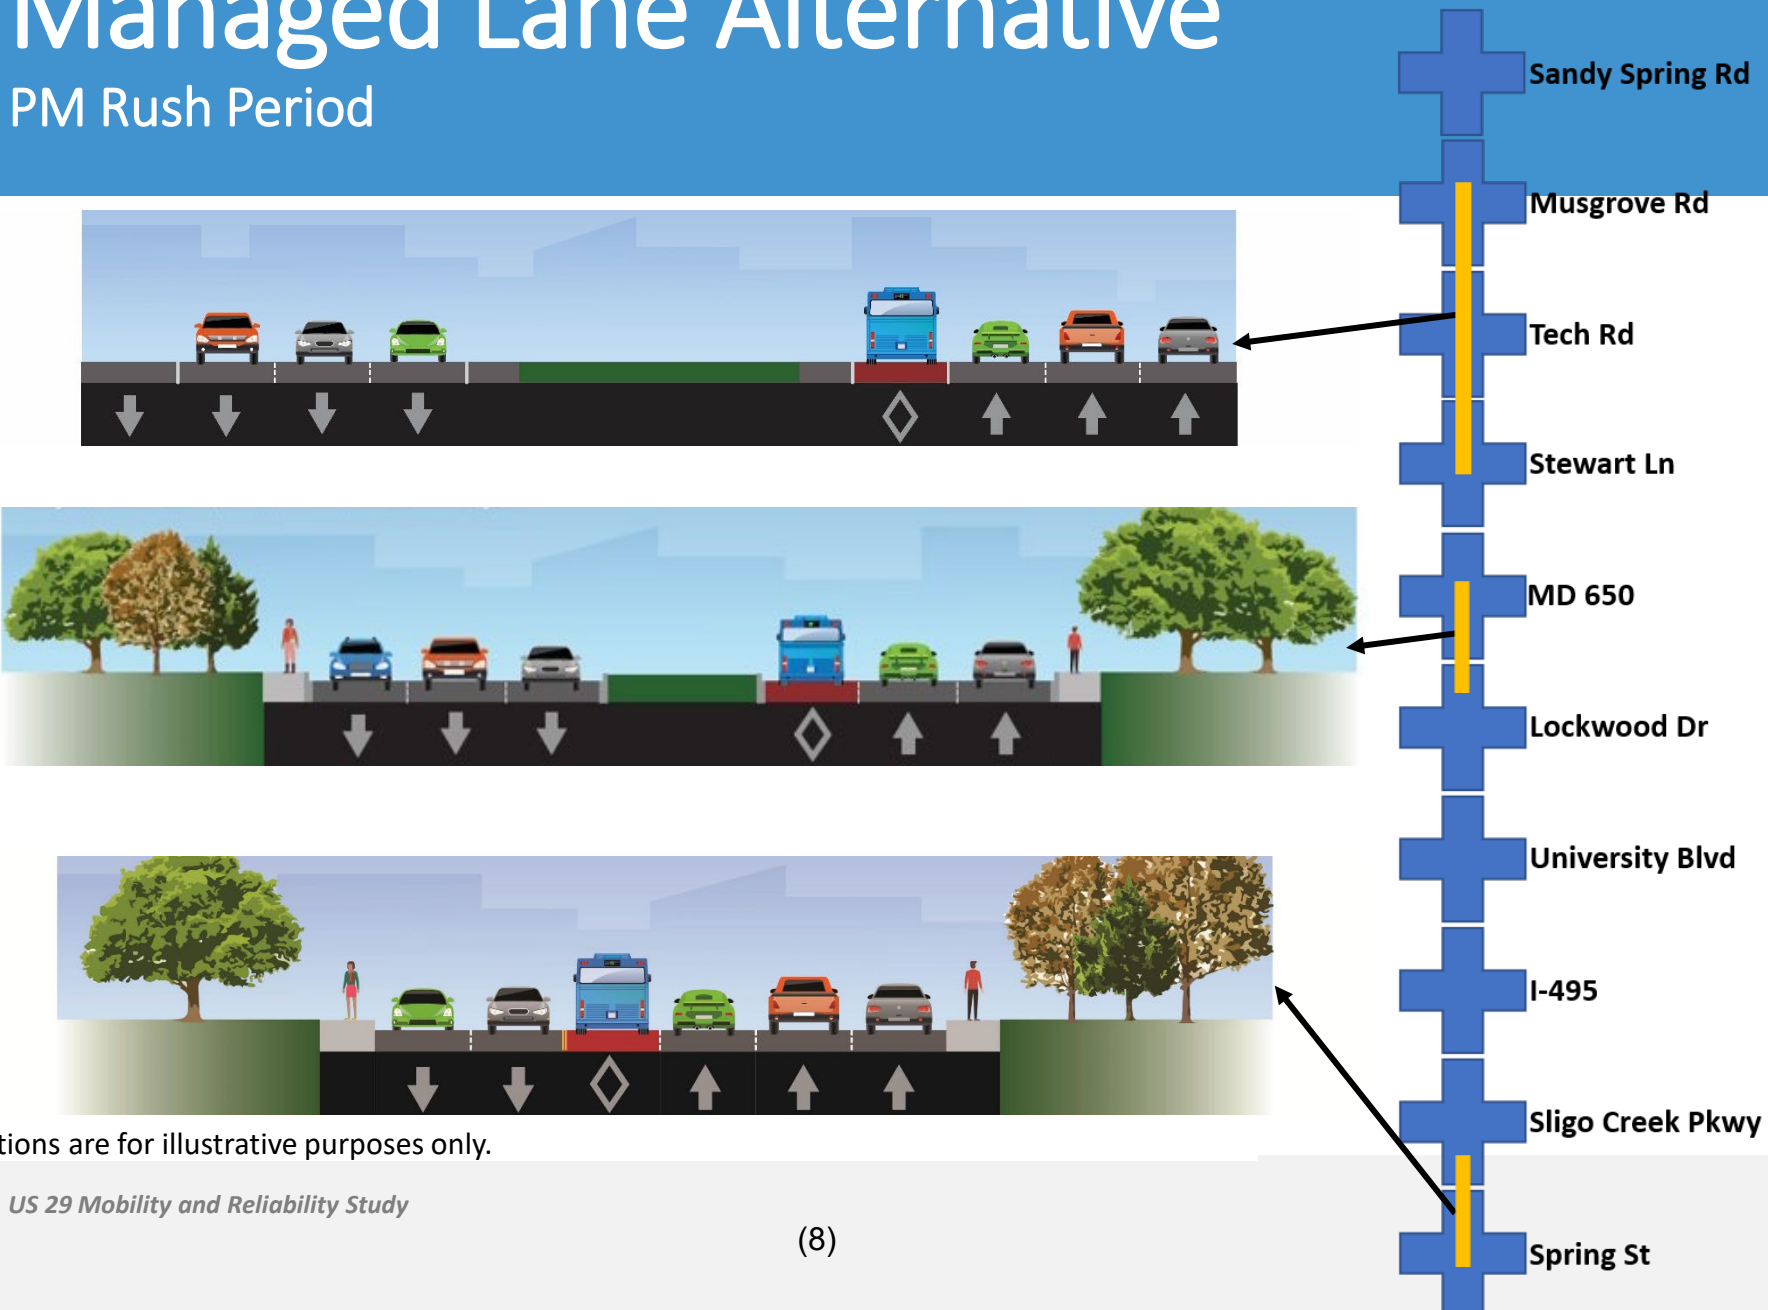 Managed Lane Alternative
PM Rush Period
Sandy Spring Rd
Musgrove Rd
Tech Rd
Stewart Ln
MD 650
Lockwood Dr
University Blvd
I-495
Sligo Creek Pkwy
Spring St
tions are for illustrative purposes only.
US 29 Mobility and Reliability Study
(8)